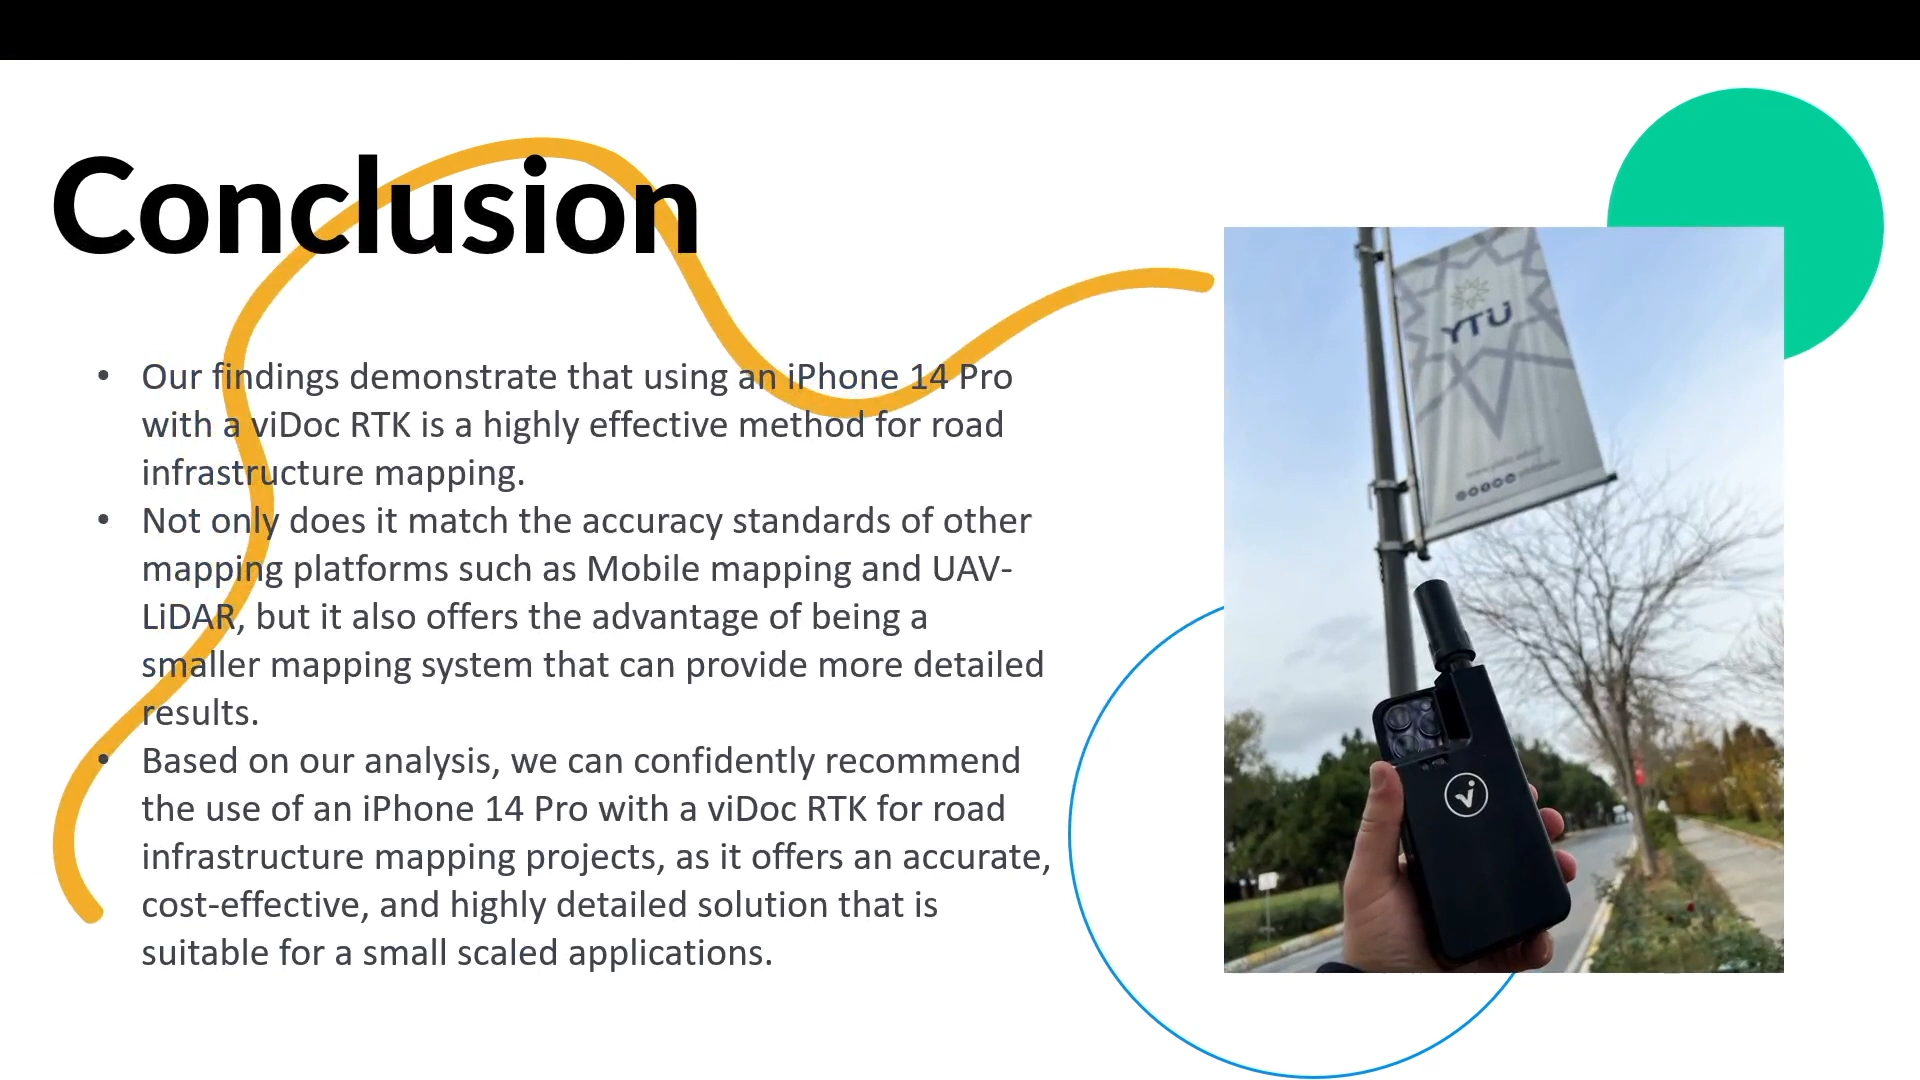 Conclusion
• Our findings demonstrate that using an iPhone 14 Pro
with a viDoc RTK is a highly effective method for road
infrastructure mapping.
• Not only does it match the accuracy standards of other
mapping platforms such as Mobile mapping and UAV-
LiDAR, but it also offers the advantage of being a
smaller mapping system that can provide more detailed
results.
• Based on our analysis, we can confidently recommend
the use of an iPhone 14 Pro with a viDoc RTK for road
infrastructure mapping projects, as it offers an accurate,
cost-effective, and highly detailed solution that is
suitable for a small scaled applications.
YTU